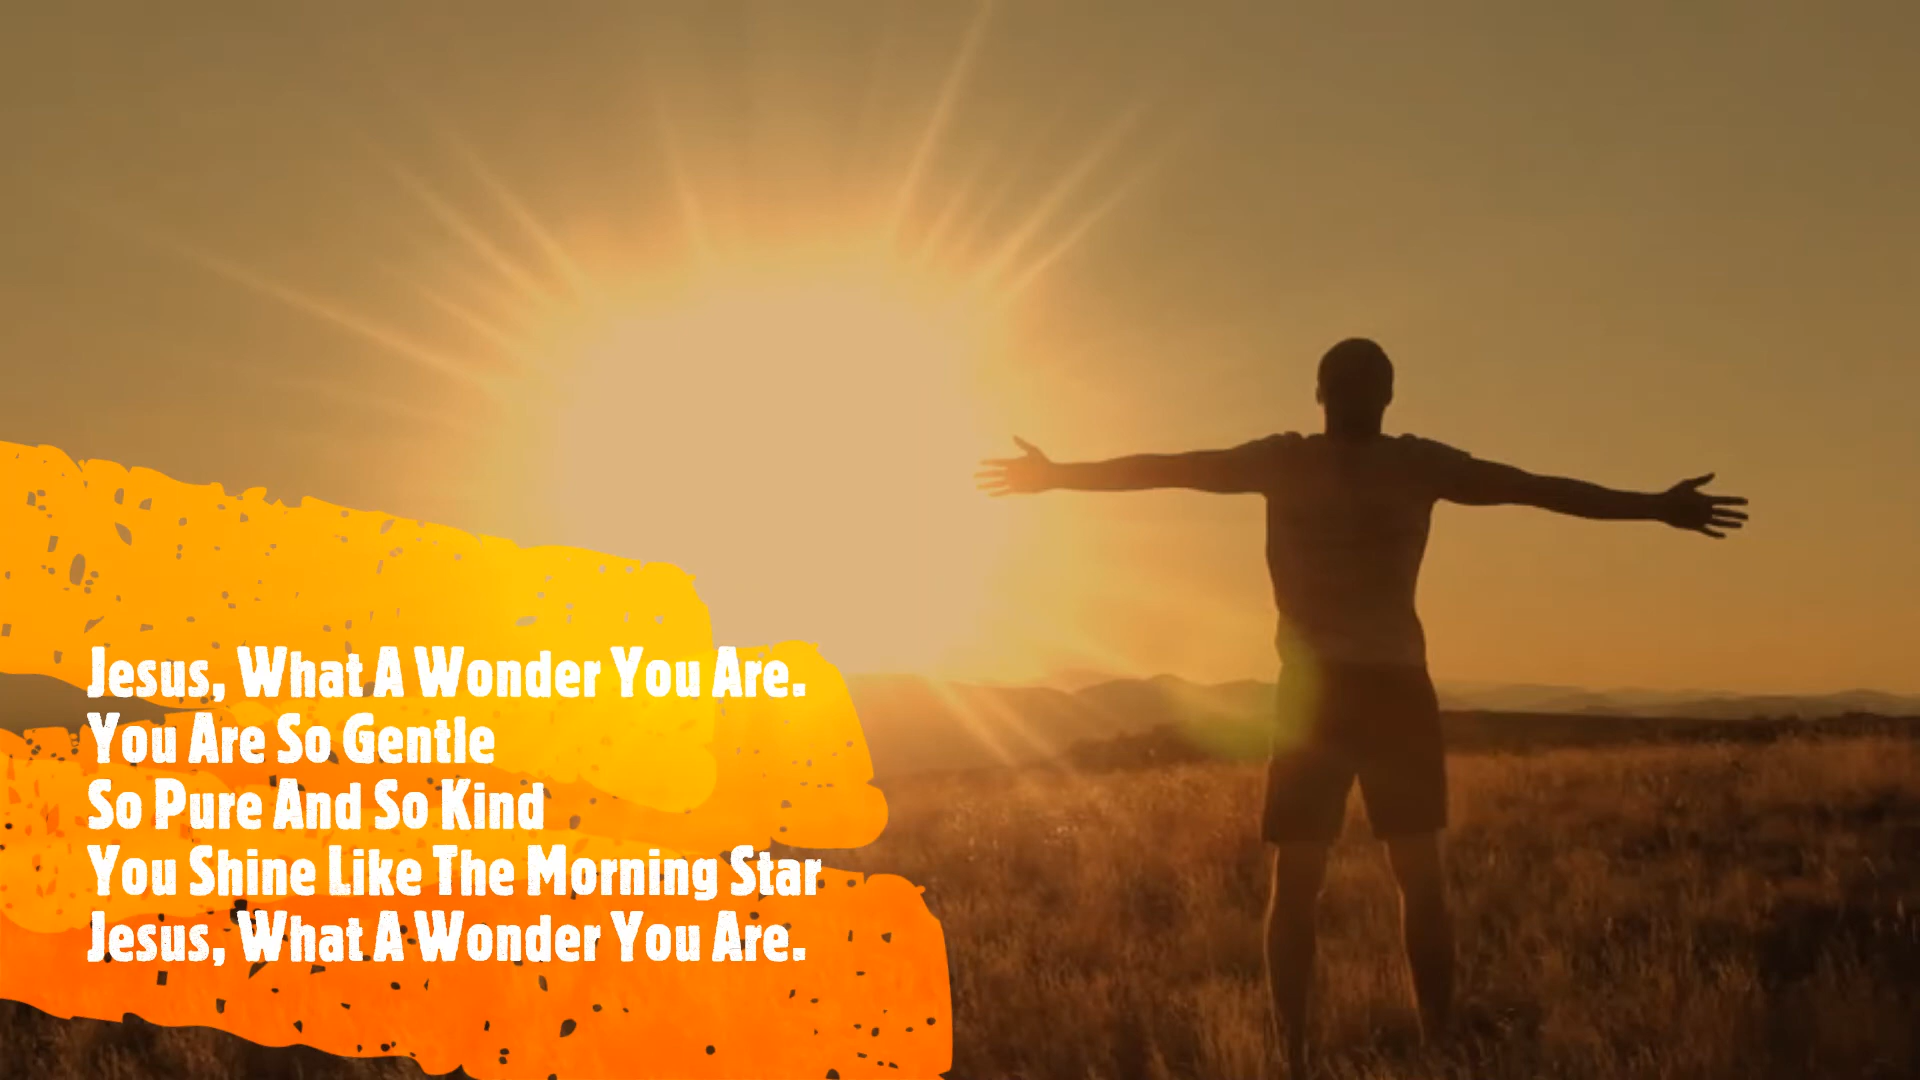 Jesus, What A Wonder You Are.
You Are So Gentle
So Pure And So Kind
You Shine Like The Morning Star
Jesus, What A Wonder You Are.